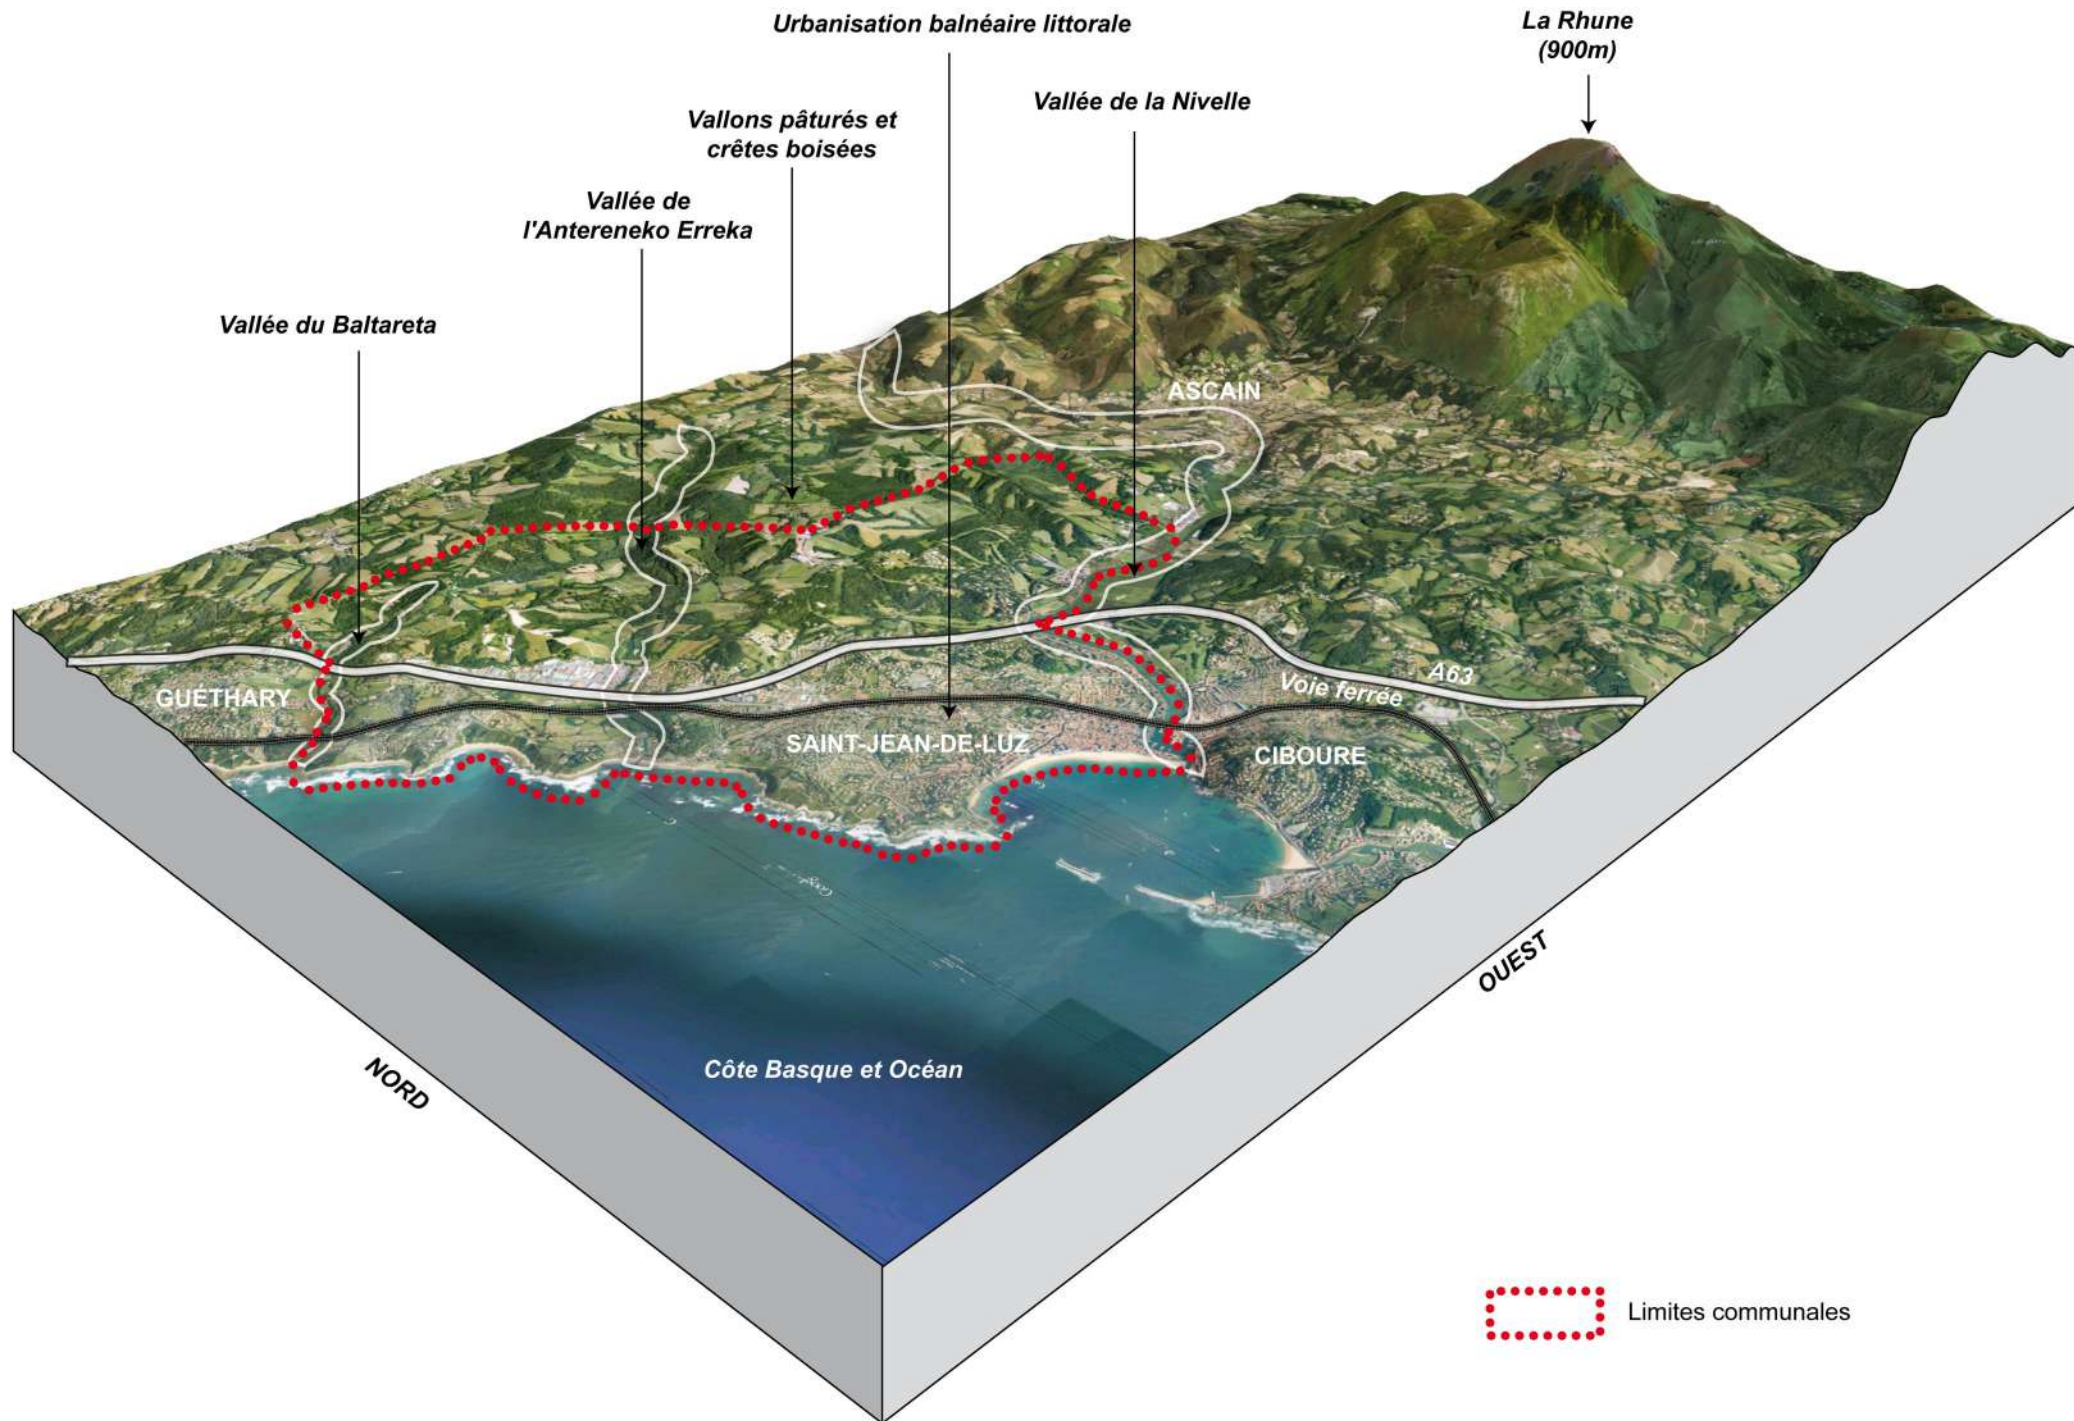 Urbanisation balnéaire littorale
La Rhune
(900m)
Vallée de la Nivelle
Vallons pâturés et
crêtes boisées
Vallée de
l'Antereneko Erreka
Vallée du Baltareta
ASCAIN
A63
Voie ferrée
GUÉTHARY
SAINT-JEAN-DE-LUZ
CIBOURE
Google
OUEST
NORD
Côte Basque et Océan
Limites communales